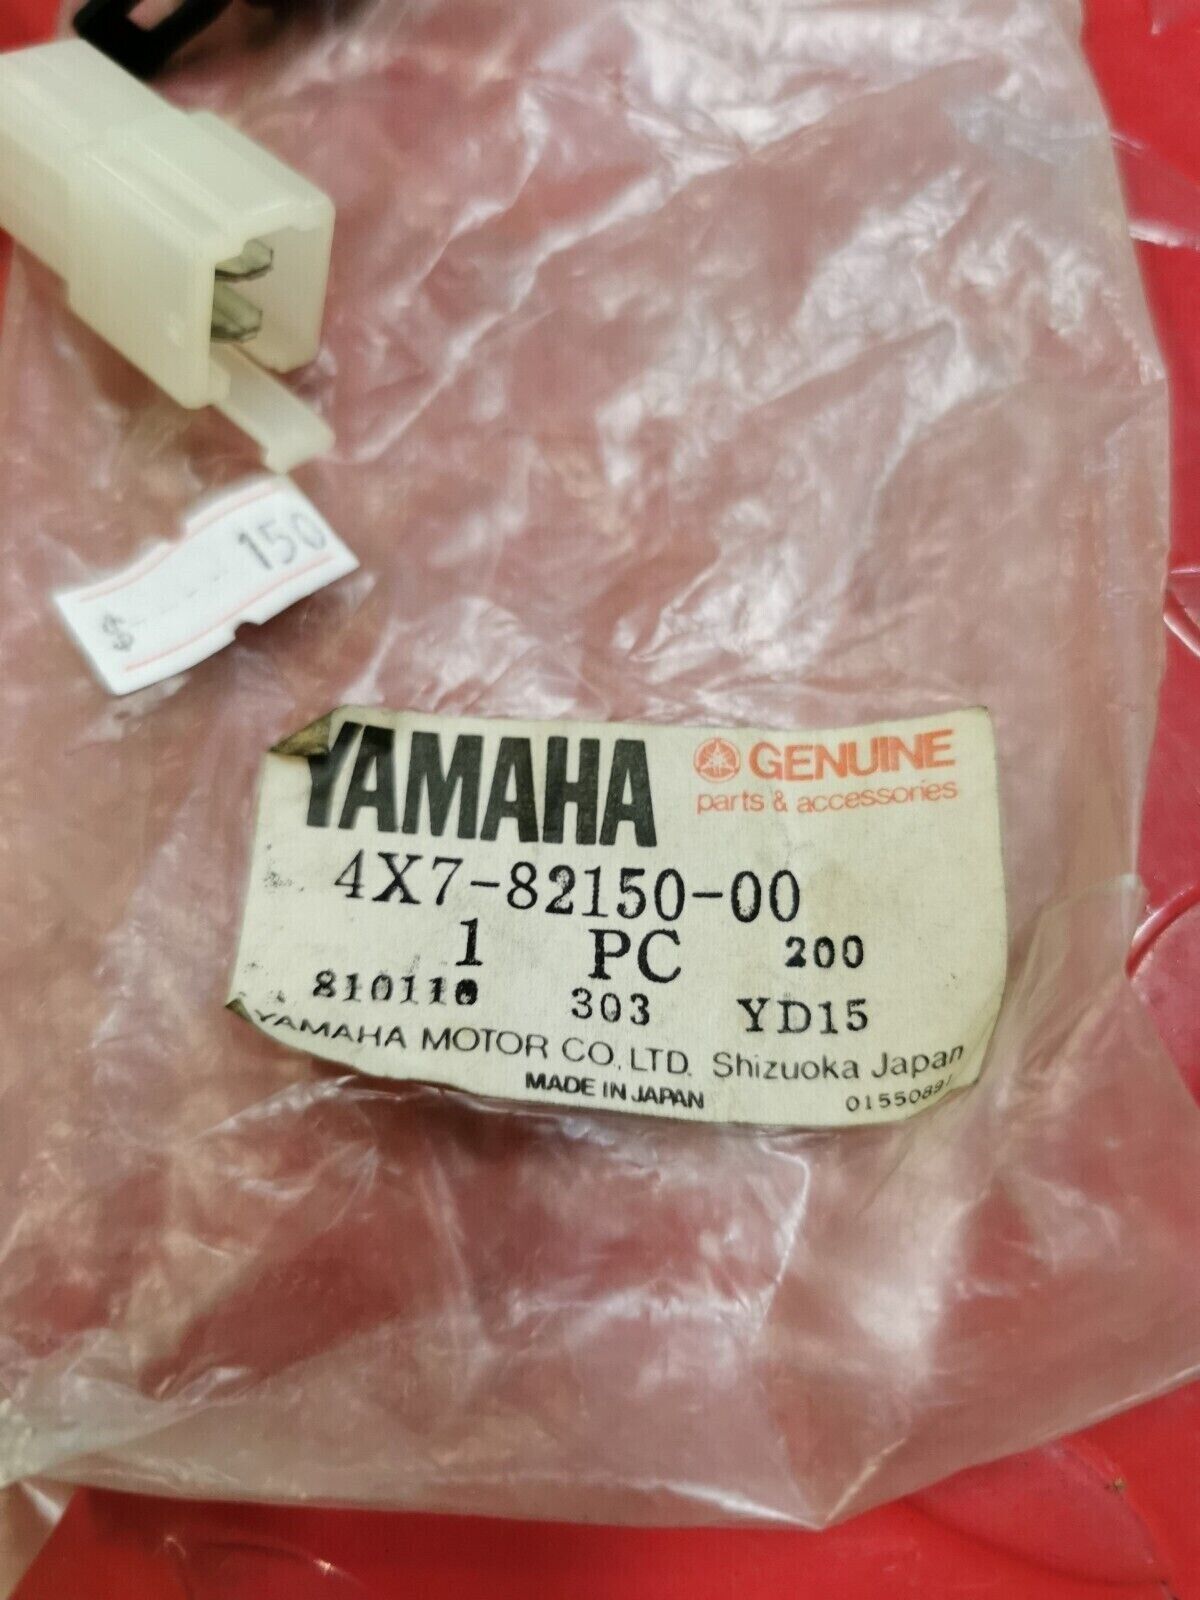 $ 150
YAMAHA GENUINE
parts & accessories
4X7-82150-00
1 PC 200
303 YD15
YAMAHA MOTOR CO., LTD. Shizuoka Japan
MADE IN JAPAN